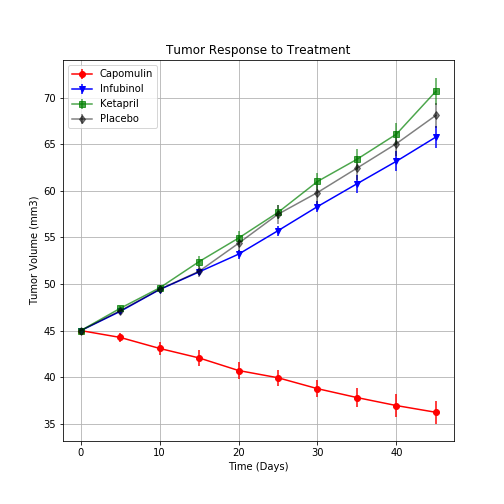 Tumor Response to Treatment
Capomulin
Infubinol
Ketapril
Placebo
Tumor Volume (mm3)
70
65
60
55
50
45
40
35
0 10 20 30 40
Time (Days)